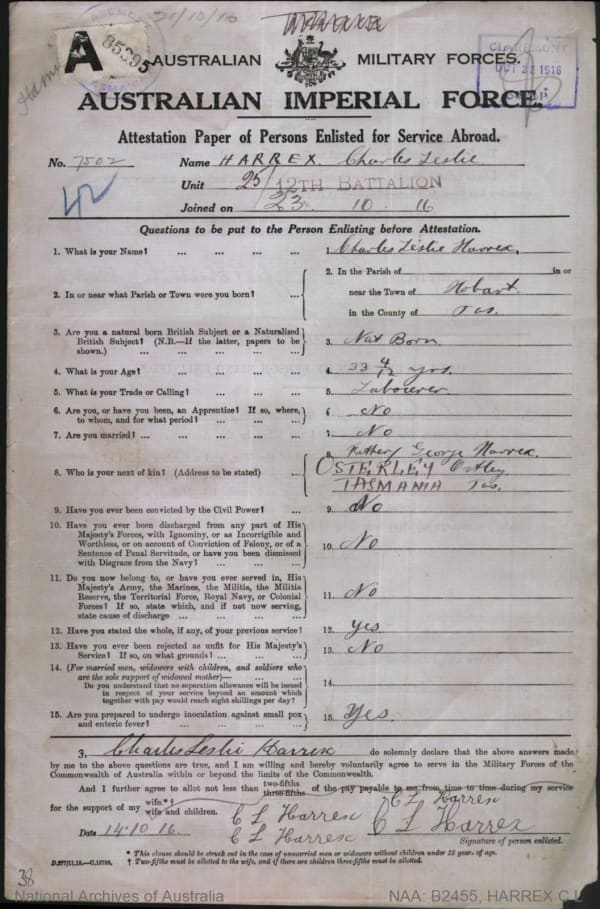 21/10/16
A 85295
AUSTRALIAN MILITARY FORCES.
CLAREMONT
OCT 23 1916
AUSTRALIAN IMPERIAL FORCE.
Attestation Paper of Persons Enlisted for Service Abroad.
No. 7502 Name HARREX Charles Leslie
42
Unit 25/12TH BATTALION
Joined on 23 10 16
Questions to be put to the Person Enlisting before Attestation.
1. What is your Name? ... ... ... ... 1. Charles Leslie Harrex.
2. In or near what Parish or Town were you born? ... 2. In the Parish of in or
near the Town of Hobart
in the County of Tas.
3. Are you a natural born British Subject or a Naturalized
British Subject? (N.B.—If the latter, papers to be
shown.) ... ... ... ... ... 3. Nat Born
4. What is your Age? ... ... ... ... 4. 33 4/12 yrs.
5. What is your Trade or Calling? ... ... ... 5. Labourer.
6. Are you, or have you been, an Apprentice? If so, where,
to whom, and for what period? ... ... ... 6. No
7. Are you married? ... ... ... ... ... 7. No
8. Who is your next of kin? (Address to be stated) ... 8. Father George Harrex.
OSTERLEY
TASMANIA Tas.
9. Have you ever been convicted by the Civil Power? ... 9. No
10. Have you ever been discharged from any part of His
Majesty's Forces, with Ignominy, or as Incorrigible and
Worthless, or on account of Conviction of Felony, or of a
Sentence of Penal Servitude, or have you been dismissed
with Disgrace from the Navy? ... ... ... 10. No
11. Do you now belong to, or have you ever served in, His
Majesty's Army, the Marines, the Militia, the Militia
Reserve, the Territorial Force, Royal Navy, or Colonial
Forces? If so, state which, and if not now serving,
state cause of discharge ... ... ... ... 11. No
12. Have you stated the whole, if any, of your previous service? 12. yes
13. Have you ever been rejected as unfit for His Majesty's
Service? If so, on what grounds? ... ... ... 13. No
14. (For married men, widowers with children, and soldiers who
are the sole support of widowed mother)—
Do you understand that no separation allowance will be issued
in respect of your service beyond an amount which
together with pay would reach eight shillings per day? 14.
15. Are you prepared to undergo inoculation against small pox
and enteric fever? ... ... ... ... 15. Yes.
I, Charles Leslie Harrex do solemnly declare that the above answers made
by me to the above questions are true, and I am willing and hereby voluntarily agree to serve in the Military Forces of the
Commonwealth of Australia within or beyond the limits of the Commonwealth.
And I further agree to allot not less than two-fifths three-fifths of the pay payable to me from time to time during my service
for the support of my wife.*† wife and children. C L Harrex C L Harrex
Date 14·10 16. C L Harrex C L Harrex
Signature of person enlisted.
* This clause should be struck out in the case of unmarried men or widowers without children under 18 years of age.
† Two-fifths must be allotted to the wife, and if there are children three-fifths must be allotted.
D.277/11.15.—C.15720.
38
National Archives of Australia NAA: B2455, HARREX C L